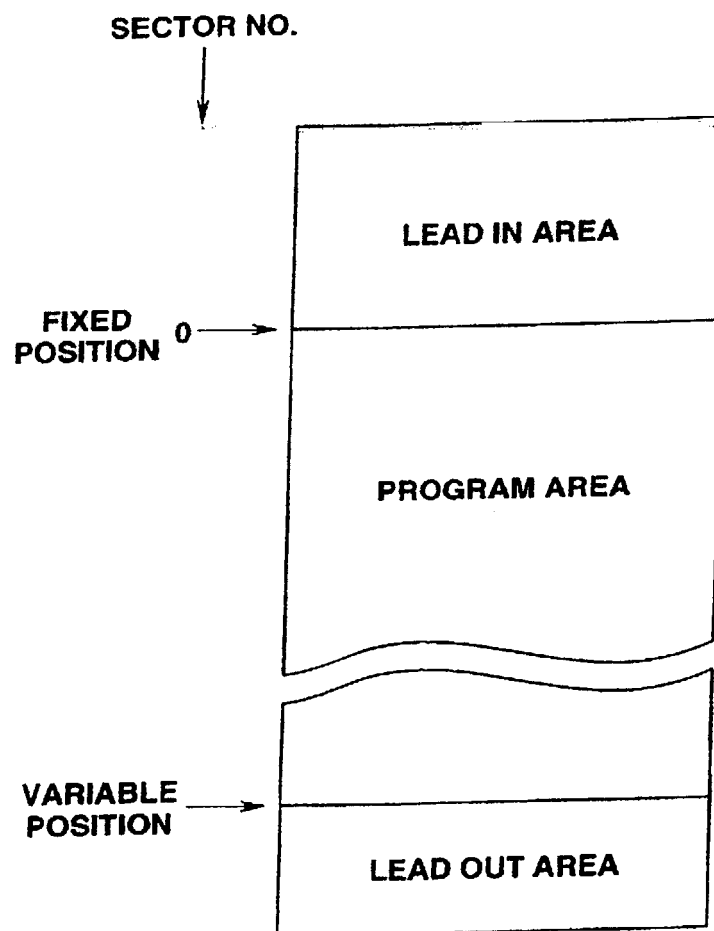 SECTOR NO.
LEAD IN AREA
FIXED
POSITION
0
PROGRAM AREA
VARIABLE
POSITION
LEAD OUT AREA